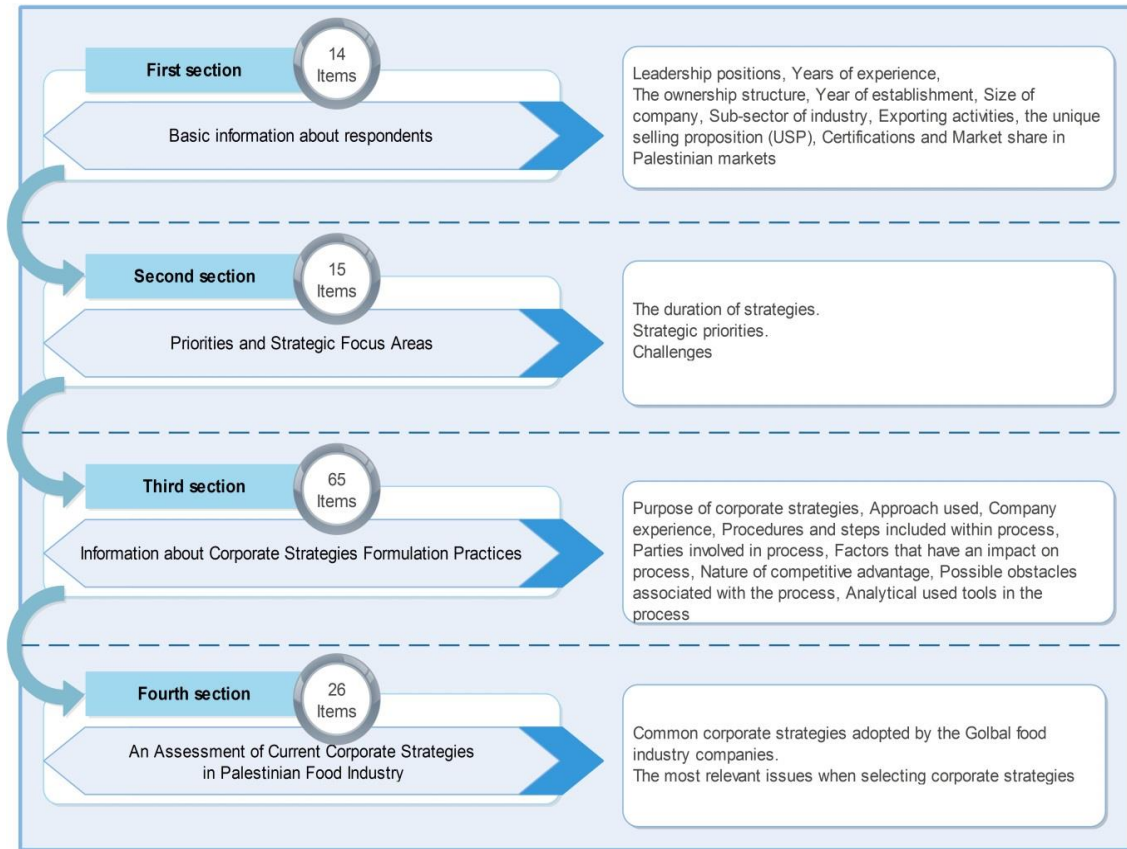 First section
14
Items
Basic information about respondents
Leadership positions, Years of experience,
The ownership structure, Year of establishment, Size of
company, Sub-sector of industry, Exporting activities, the unique
selling proposition (USP), Certifications and Market share in
Palestinian markets
Second section
15
Items
Priorities and Strategic Focus Areas
The duration of strategies.
Strategic priorities.
Challenges
Third section
65
Items
Information about Corporate Strategies Formulation Practices
Purpose of corporate strategies, Approach used, Company
experience, Procedures and steps included within process,
Parties involved in process, Factors that have an impact on
process, Nature of competitive advantage, Possible obstacles
associated with the process, Analytical used tools in the
process
Fourth section
26
Items
An Assessment of Current Corporate Strategies
in Palestinian Food Industry
Common corporate strategies adopted by the Golbal food
industry companies.
The most relevant issues when selecting corporate strategies